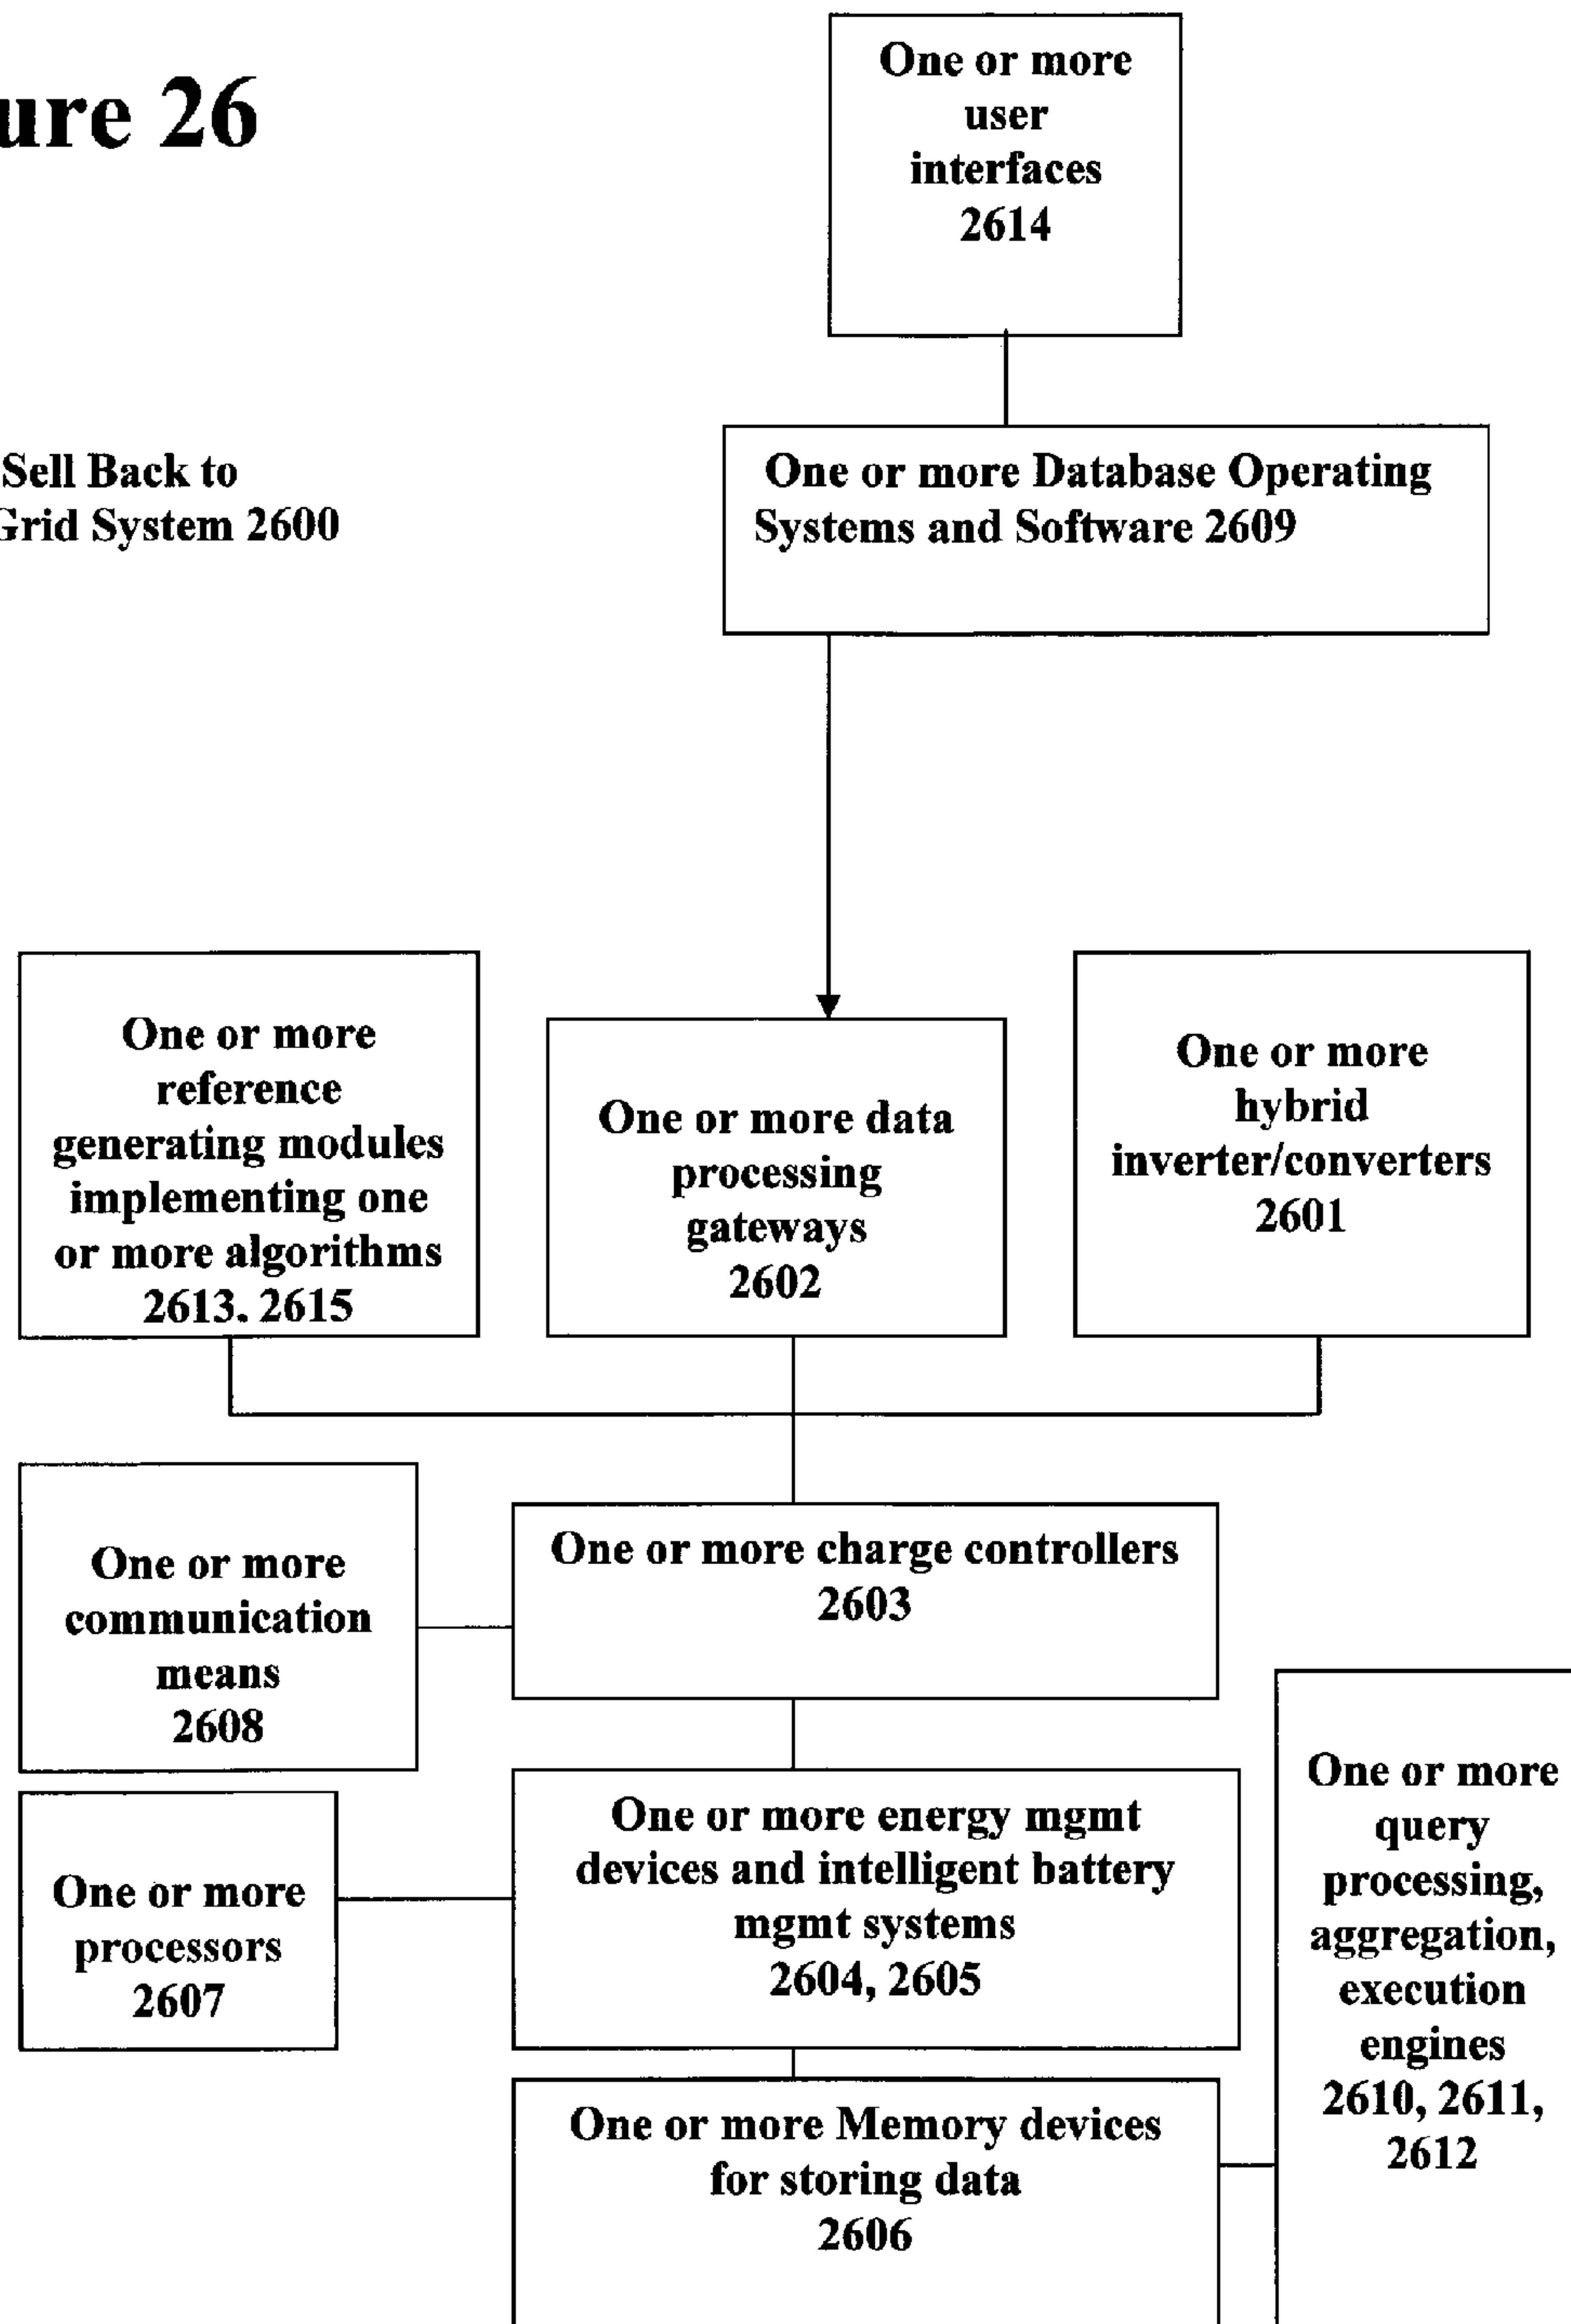 ure 26
One or more
user
interfaces
2614
Sell Back to
Grid System 2600
One or more Database Operating
Systems and Software 2609
One or more
reference
generating modules
implementing one
or more algorithms
2613. 2615
One or more data
processing
gateways
2602
One or more
hybrid
inverter/converters
2601
One or more
communication
means
2608
One or more charge controllers
2603
One or more
processors
2607
One or more energy mgmt
devices and intelligent battery
mgmt systems
2604, 2605
One or more
query
processing,
aggregation,
execution
engines
2610, 2611,
2612
One or more Memory devices
for storing data
2606